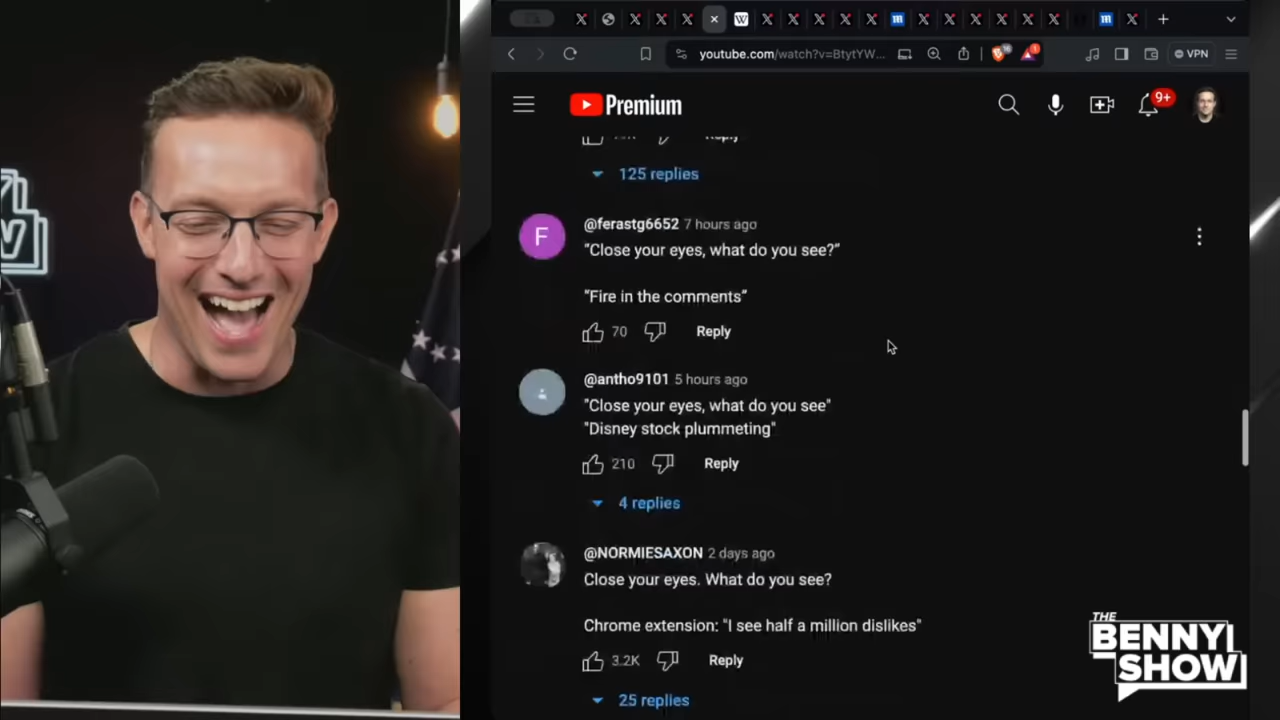 youtube.com/watch?v=BtytYW...
VPN
Premium
9+
Reply
125 replies
F
@ferastg6652 7 hours ago
"Close your eyes, what do you see?"
"Fire in the comments"
70
Reply
@antho9101 5 hours ago
"Close your eyes, what do you see"
"Disney stock plummeting"
210
Reply
4 replies
@NORMIESAXON 2 days ago
Close your eyes. What do you see?
Chrome extension: "I see half a million dislikes"
3.2K
Reply
25 replies
THE
BENNY
SHOW